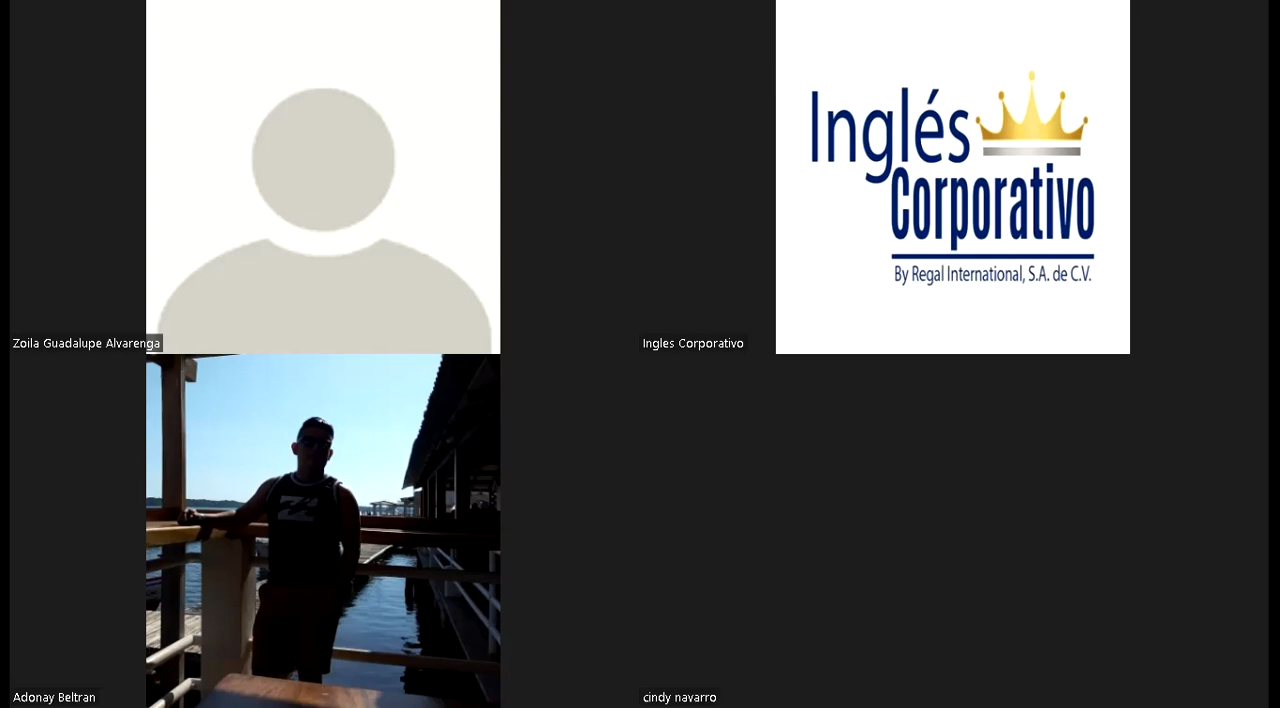 Inglés
Corporativo
By Regal International, S.A. de C.V.
Zoila Guadalupe Alvarenga
Ingles Corporativo
Adonay Beltran
cindy navarro